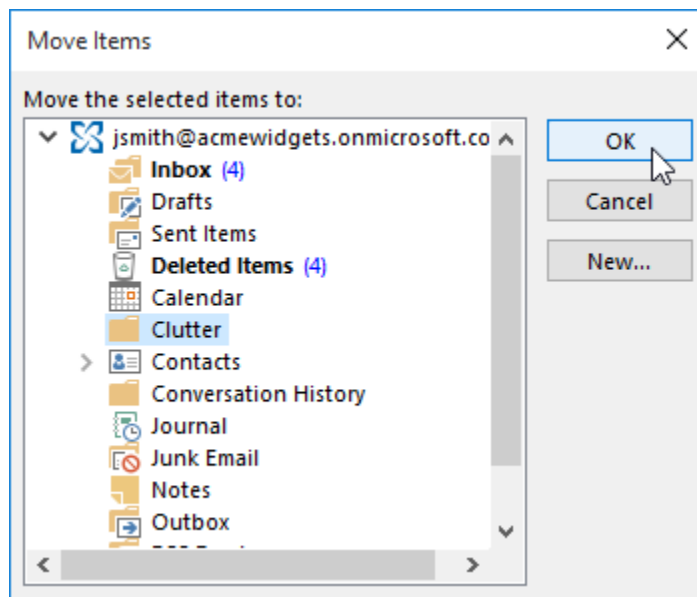 Move Items
Move the selected items to:
jsmith@acmewidgets.onmicrosoft.co
Inbox (4)
Drafts
Sent Items
Deleted Items (4)
Calendar
Clutter
Contacts
Conversation History
Journal
Junk Email
Notes
Outbox
OK
Cancel
New...